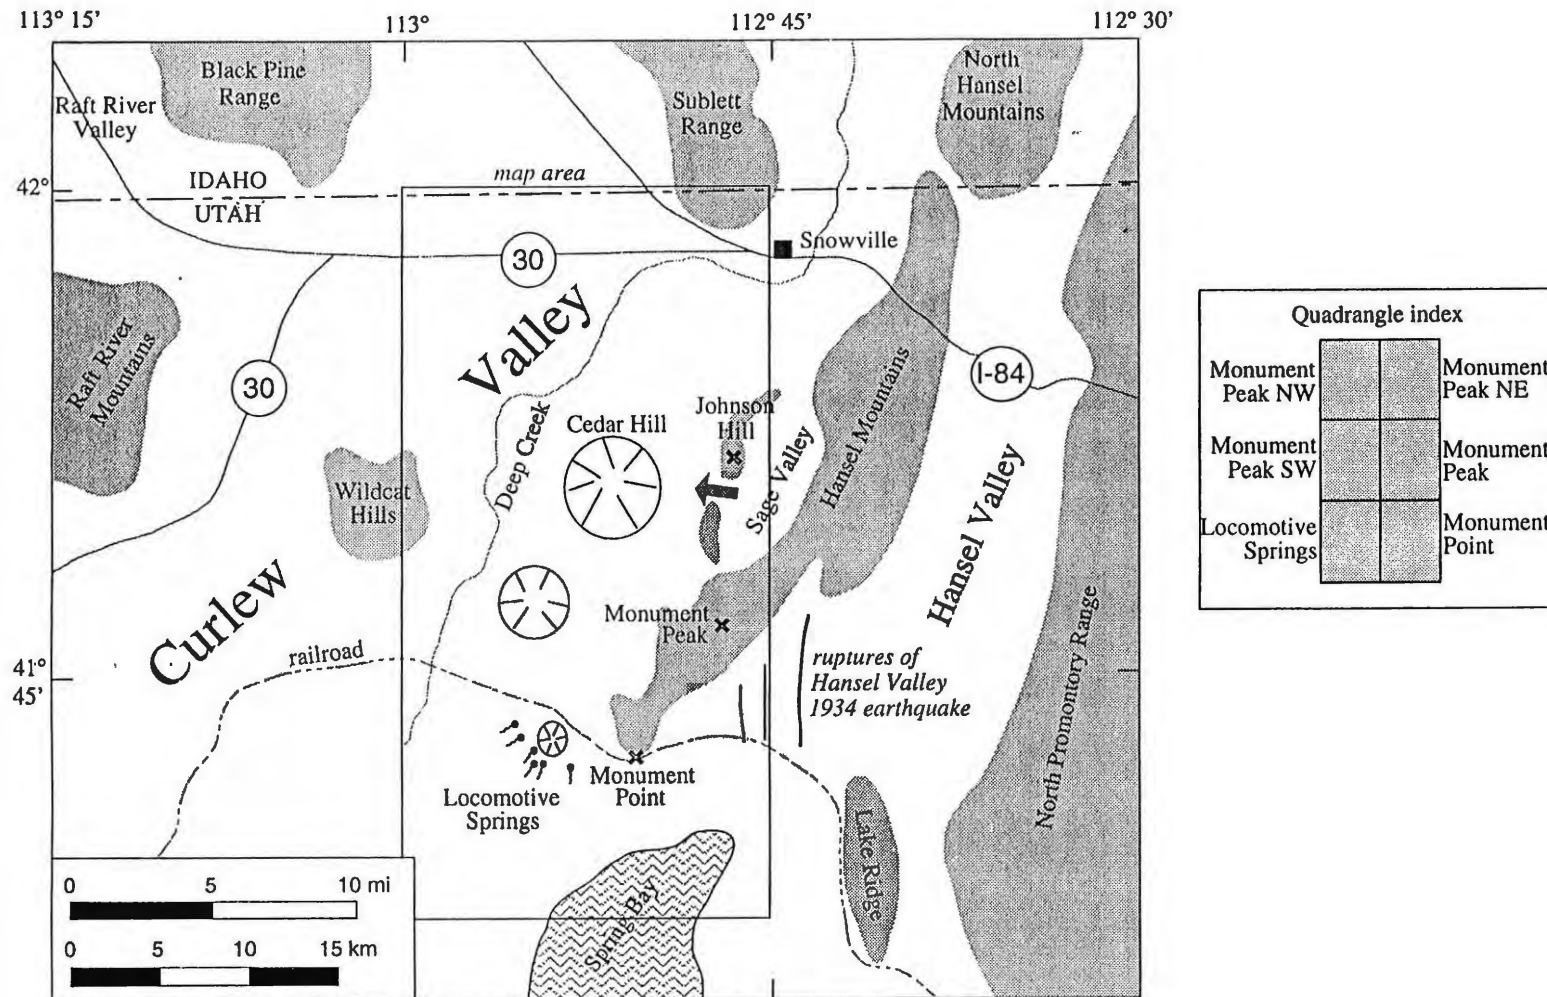 113° 15'
113°
112° 45'
112° 30'
Black Pine
Range
Raft River
Valley
Sublett
Range
North
Hansel
Mountains
42°
IDAHO
UTAH
map area
Snowville
30
Valley
Raft River
Mountains
30
I-84
Deep Creek
Cedar Hill
Johnson
Hill
Sage Valley
Hansel Mountains
Hansel Valley
Wildcat
Hills
Curlew
Monument
Peak
railroad
41°
45'
ruptures of
Hansel Valley
1934 earthquake
North Promontory Range
Locomotive
Springs
Monument
Point
Lake Ridge
Spring Bay
0 5 10 mi
0 5 10 15 km
Quadrangle index
Monument
Peak NW
Monument
Peak NE
Monument
Peak SW
Monument
Peak
Locomotive
Springs
Monument
Point